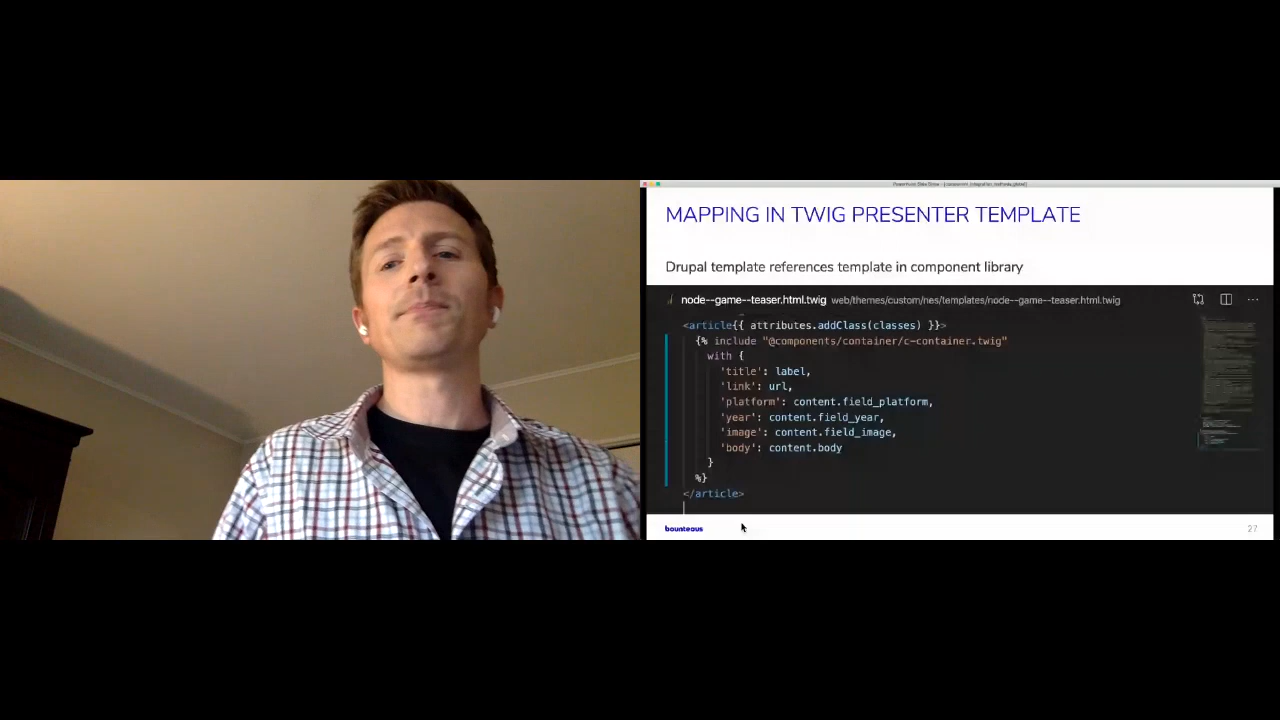 MAPPING IN TWIG PRESENTER TEMPLATE
Drupal template references template in component library
node--game--teaser.html.twig web/themes/custom/nes/templates/node--game--teaser.html.twig
<article{{ attributes.addClass(classes) }}>
{% include "@components/container/c-container.twig"
with {
'title': label,
'link': url,
'platform': content.field_platform,
'year': content.field_year,
'image': content.field_image,
'body': content.body
}
%}
</article>
bounteous
27